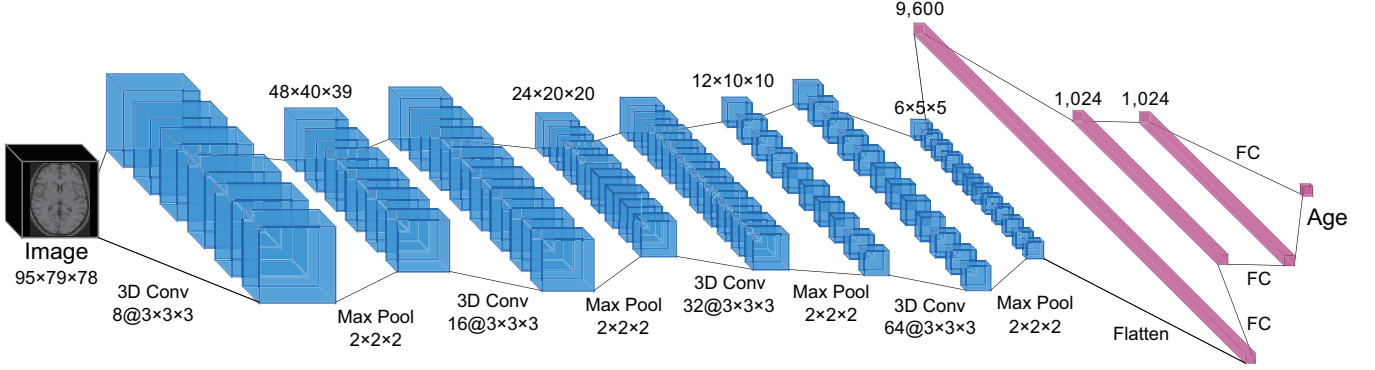 Image
95×79×78
3D Conv
8@3×3×3
48×40×39
Max Pool
2×2×2
3D Conv
16@3×3×3
24×20×20
Max Pool
2×2×2
3D Conv
32@3×3×3
12×10×10
Max Pool
2×2×2
3D Conv
64@3×3×3
6×5×5
Max Pool
2×2×2
Flatten
9,600
FC
1,024
FC
1,024
FC
Age